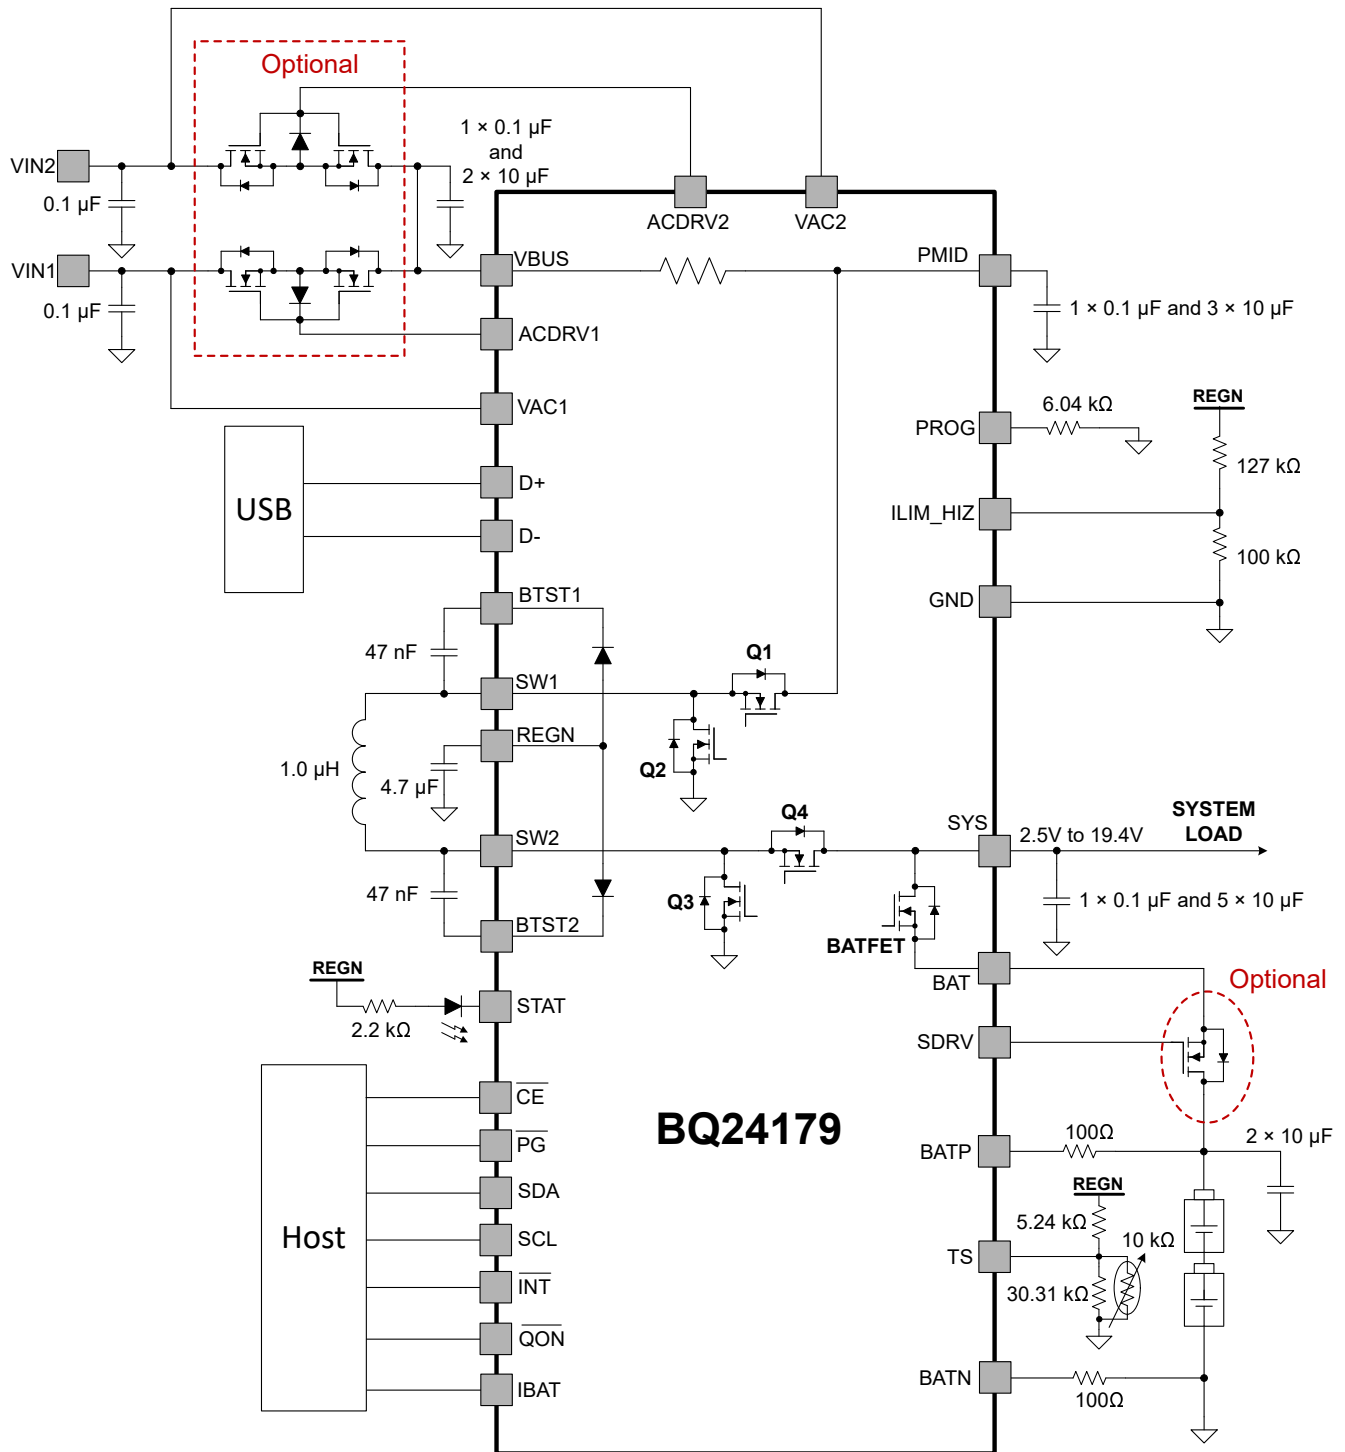 Optional
1 × 0.1 µF
and
2 × 10 µF
VIN2
0.1 µF
ACDRV2
VAC2
VIN1
0.1 µF
VBUS
PMID
1 × 0.1 µF and 3 × 10 µF
ACDRV1
VAC1
6.04 kΩ
REGN
PROG
127 kΩ
USB
D+
D-
ILIM_HIZ
100 kΩ
GND
BTST1
47 nF
SW1
Q1
REGN
Q2
1.0 µH
4.7 µF
Q4
SYS
2.5V to 19.4V
SYSTEM
LOAD
SW2
47 nF
Q3
1 × 0.1 µF and 5 × 10 µF
BTST2
BATFET
REGN
BAT
Optional
2.2 kΩ
STAT
SDRV
Host
CE
PG
SDA
SCL
INT
QON
IBAT
BQ24179
BATP
100Ω
2 × 10 µF
REGN
5.24 kΩ
10 kΩ
TS
30.31 kΩ
BATN
100Ω